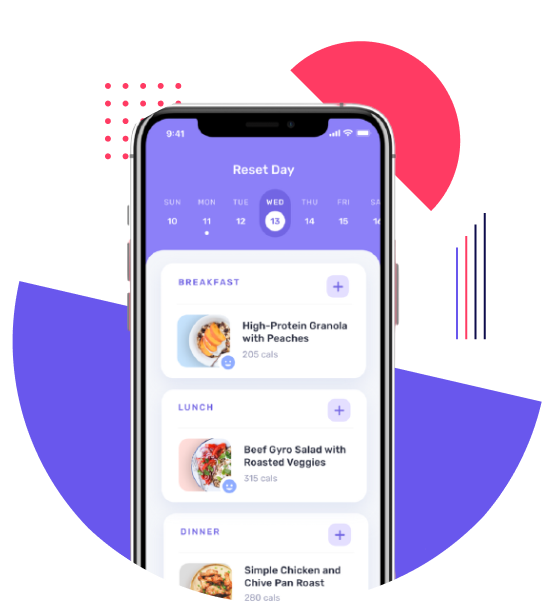 9:41
Reset Day
SUN MON TUE WED THU FRI SA
10 11 12 13 14 15 16
BREAKFAST
High-Protein Granola
with Peaches
205 cals
LUNCH
Beef Gyro Salad with
Roasted Veggies
315 cals
DINNER
Simple Chicken and
Chive Pan Roast
280 cals